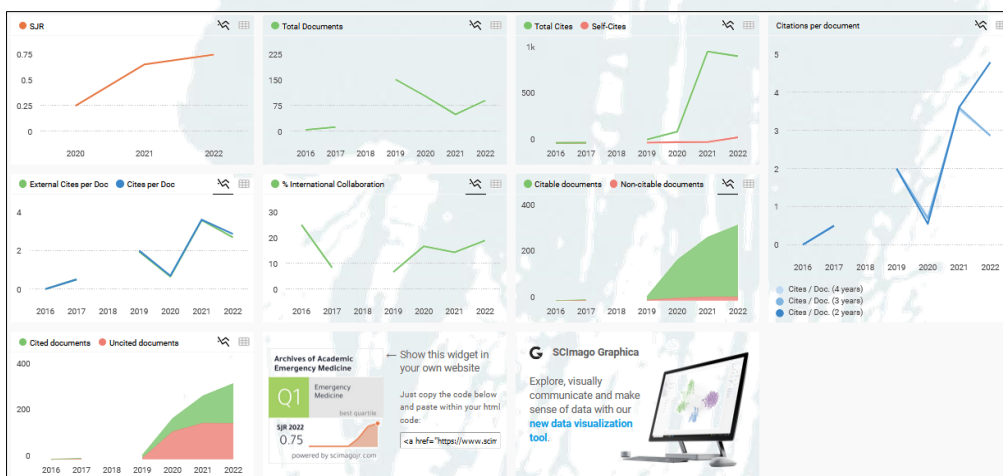 SJR
0.75
0.5
0.25
0
2020 2021 2022
Total Documents
225
150
75
0
2016 2017 2018 2019 2020 2021 2022
Total Cites Self-Cites
1k
500
0
2016 2017 2018 2019 2020 2021 2022
Citations per document
5
4
3
2
1
0
2016 2017 2018 2019 2020 2021 2022
Cites / Doc. (4 years)
Cites / Doc. (3 years)
Cites / Doc. (2 years)
External Cites per Doc Cites per Doc
4
2
0
2016 2017 2018 2019 2020 2021 2022
% International Collaboration
30
20
10
0
2016 2017 2018 2019 2020 2021 2022
Citable documents Non-citable documents
400
200
0
2016 2017 2018 2019 2020 2021 2022
Cited documents Uncited documents
400
200
0
2016 2017 2018 2019 2020 2021 2022
Archives of Academic
Emergency Medicine
Q1
Emergency
Medicine
best quartile
SJR 2022
0.75
powered by scimagojr.com
← Show this widget in
your own website
Just copy the code below
and paste within your html
code:
<a href="https://www.scim
SCImago Graphica
Explore, visually
communicate and make
sense of data with our
new data visualization
tool.